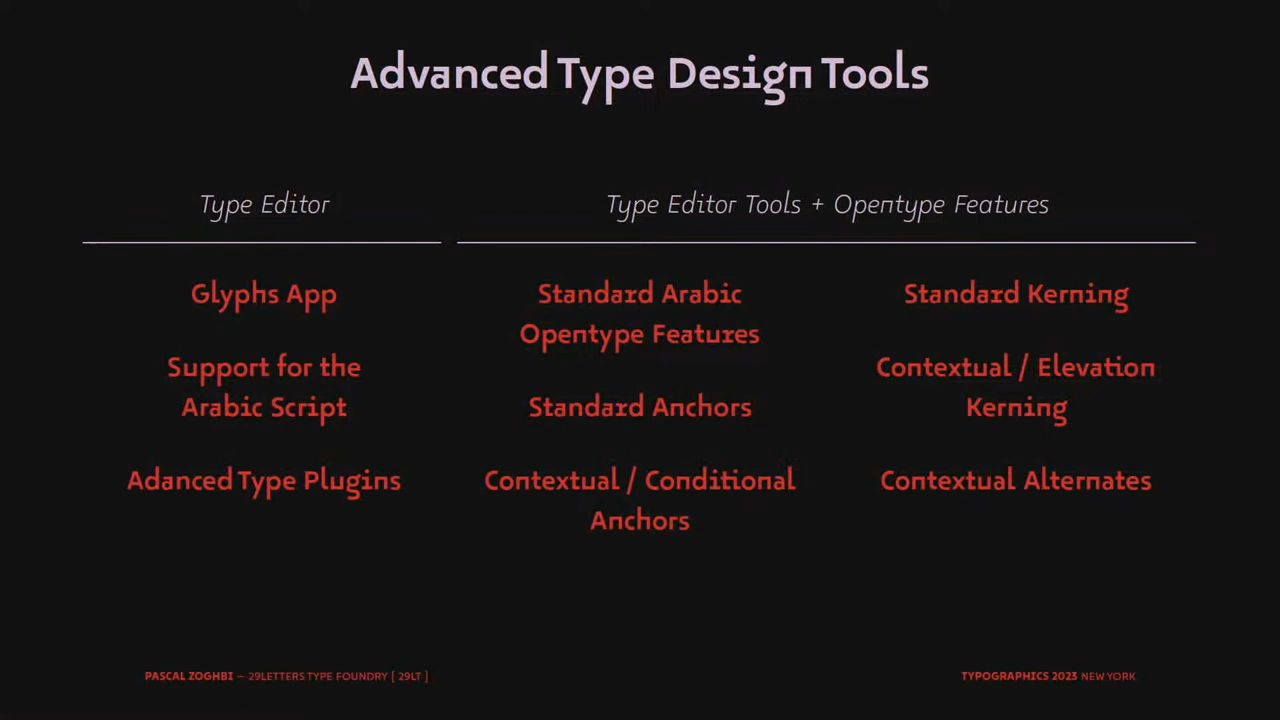 Advanced Type Design Tools
Type Editor
Glyphs App
Support for the
Arabic Script
Adanced Type Plugins
Type Editor Tools + Opentype Features
Standard Arabic
Opentype Features
Standard Anchors
Contextual / Conditional
Anchors
Standard Kerning
Contextual / Elevation
Kerning
Contextual Alternates
PASCAL ZOGHBI – 29LETTERS TYPE FOUNDRY [ 29LT ]
TYPOGRAPHICS 2023 NEW YORK